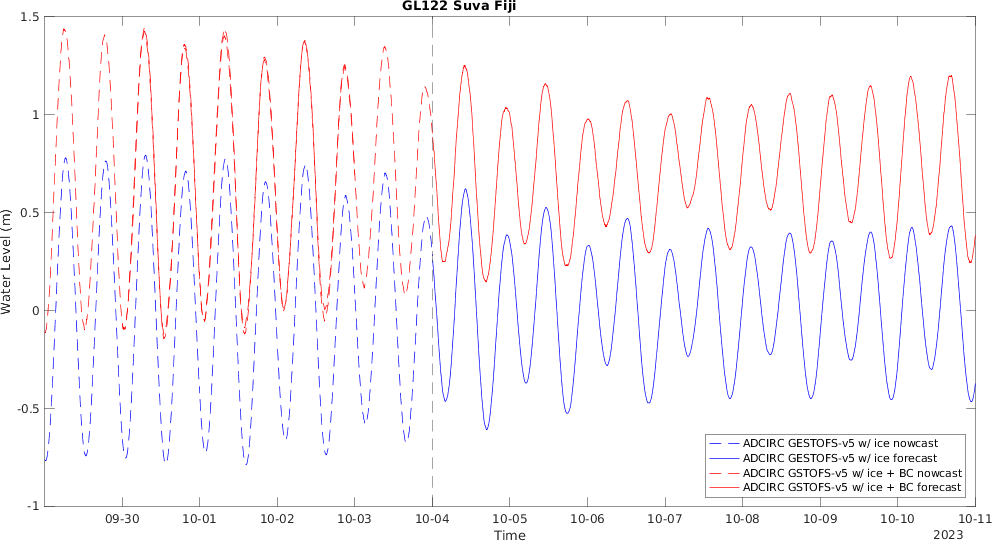 GL122 Suva Fiji
Water Level (m)
1.5
1
0.5
0
-0.5
-1
09-30 10-01 10-02 10-03 10-04 10-05 10-06 10-07 10-08 10-09 10-10 10-11
Time
2023
ADCIRC GESTOFS-v5 w/ ice nowcast
ADCIRC GESTOFS-v5 w/ ice forecast
ADCIRC GSTOFS-v5 w/ ice + BC nowcast
ADCIRC GSTOFS-v5 w/ ice + BC forecast